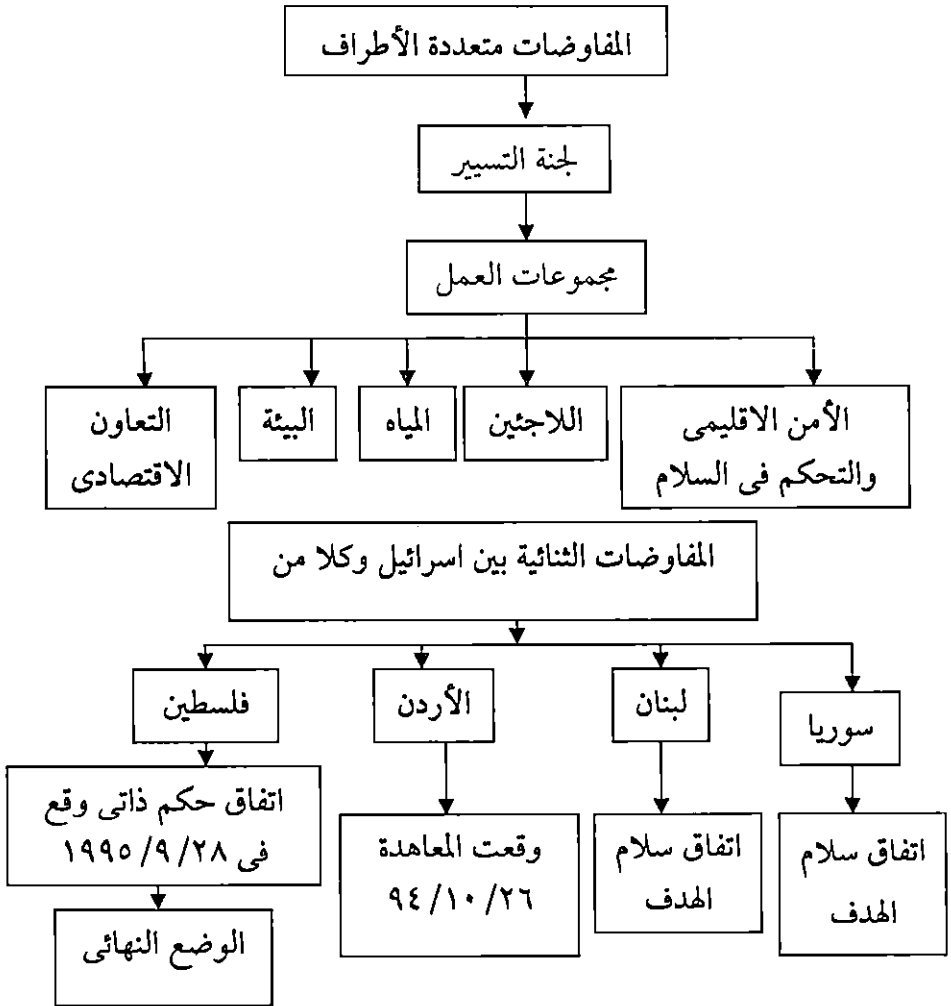 المفاوضات متعددة الأطراف
لجنة التسيير
مجموعات العمل
الأمن الاقليمى
والتحكم فى السلام
اللاجئين
المياه
البيئة
التعاون
الاقتصادى
المفاوضات الثنائية بين اسرائيل وكلا من
سوريا
لبنان
الأردن
فلسطين
اتفاق سلام
الهدف
اتفاق سلام
الهدف
وقعت المعاهدة
٩٤/١٠/٢٦
اتفاق حكم ذاتى وقع
فى ١٩٩٥/٩/٢٨
الوضع النهائى